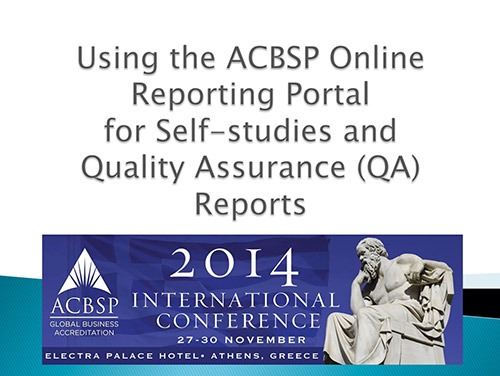 Using the ACBSP Online
Reporting Portal
for Self-studies and
Quality Assurance (QA)
Reports
2014
INTERNATIONAL
CONFERENCE
27-30 NOVEMBER
ACBSP
GLOBAL BUSINESS
ACCREDITATION
ELECTRA PALACE HOTEL• ATHENS, GREECE